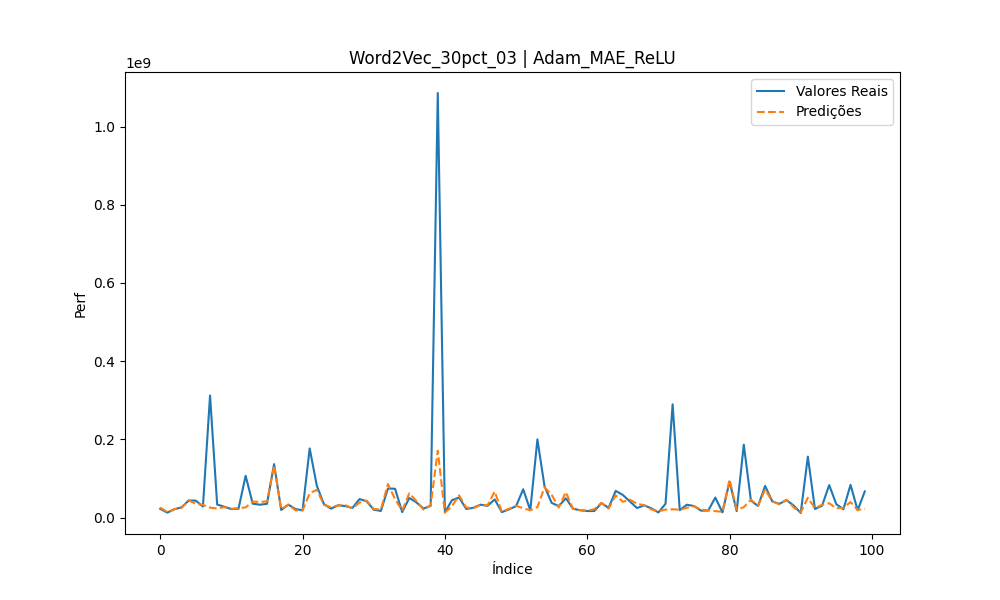 Word2Vec_30pct_03 | Adam_MAE_ReLU
1e9
Valores Reais
Predições
1.0
0.8
0.6
0.4
0.2
0.0
Perf
0 20 40 60 80 100
Índice